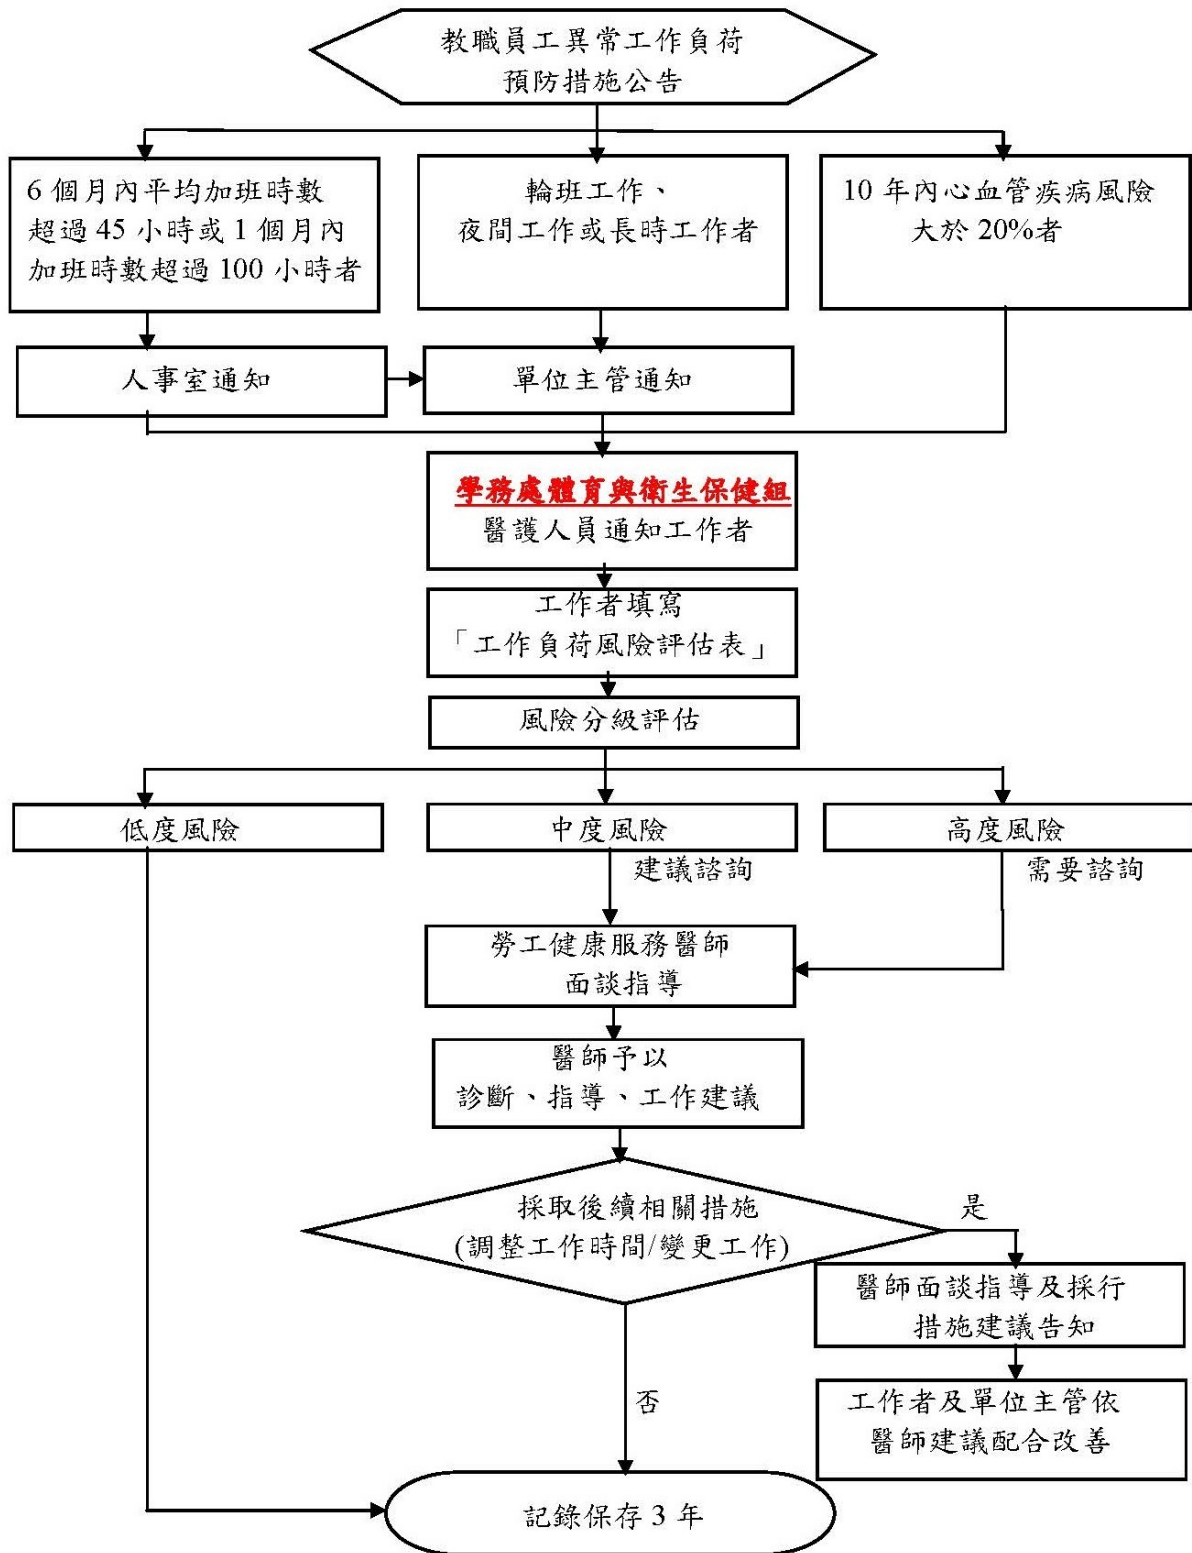 教職員工異常工作負荷
預防措施公告
6 個月內平均加班時數
超過 45 小時或 1 個月內
加班時數超過 100 小時者
輪班工作、
夜間工作或長時工作者
10 年內心血管疾病風險
大於 20%者
人事室通知
單位主管通知
學務處體育與衛生保健組
醫護人員通知工作者
工作者填寫
「工作負荷風險評估表」
風險分級評估
低度風險
中度風險
高度風險
建議諮詢
需要諮詢
勞工健康服務醫師
面談指導
醫師予以
診斷、指導、工作建議
採取後續相關措施
(調整工作時間/變更工作)
是
醫師面談指導及採行
措施建議告知
否
工作者及單位主管依
醫師建議配合改善
記錄保存 3 年